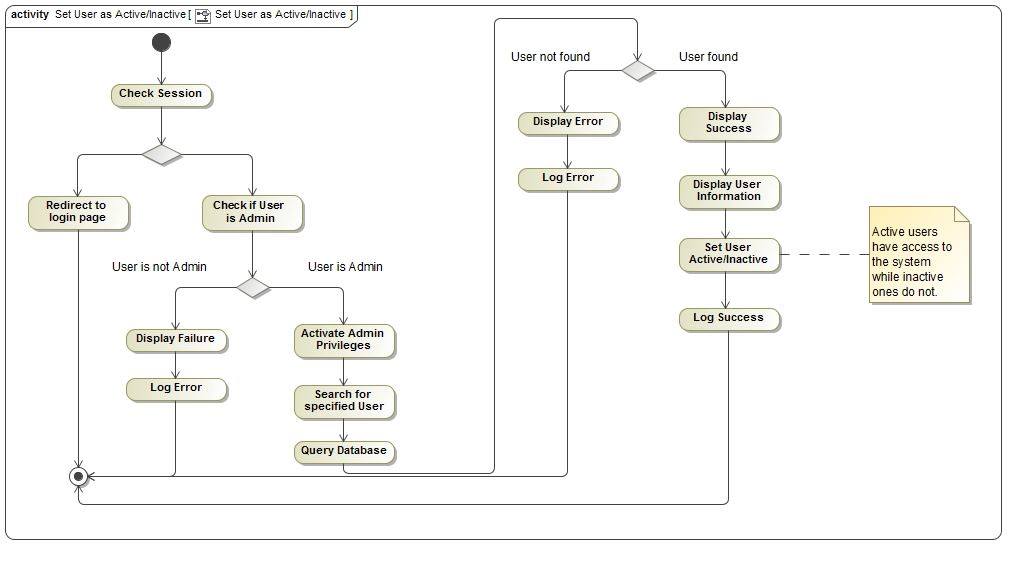 activity Set User as Active/Inactive [ Set User as Active/Inactive ]
Check Session
Redirect to
login page
Check if User
is Admin
User is not Admin
User is Admin
Display Failure
Log Error
Activate Admin
Privileges
Search for
specified User
Query Database
User not found
User found
Display Error
Log Error
Display
Success
Display User
Information
Set User
Active/Inactive
Log Success
Active users
have access to
the system
while inactive
ones do not.